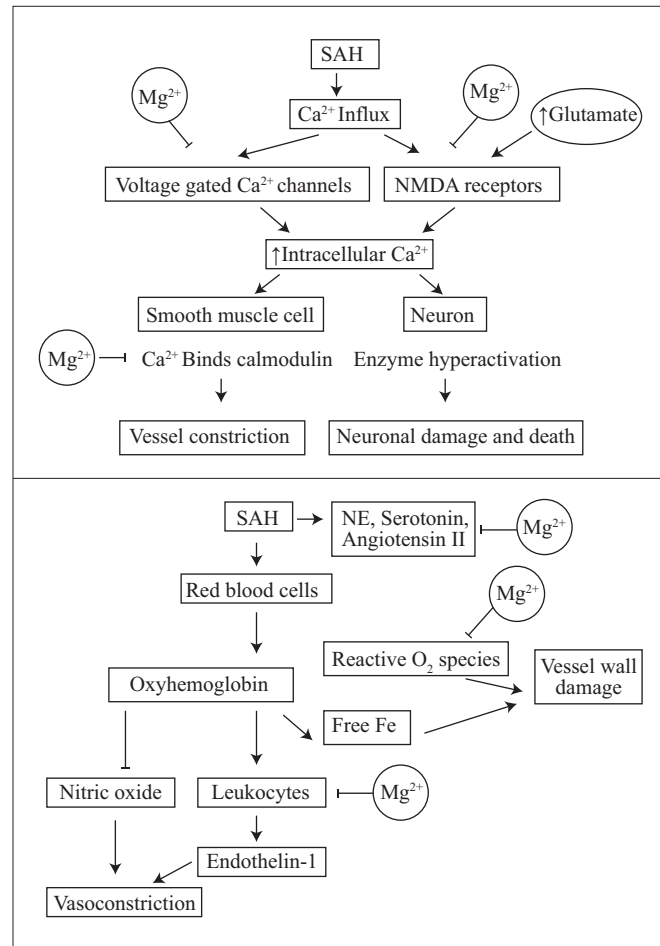 SAH
Mg²⁺
Mg²⁺
Ca²⁺ Influx
↑Glutamate
Voltage gated Ca²⁺ channels
NMDA receptors
↑Intracellular Ca²⁺
Smooth muscle cell
Neuron
Mg²⁺
Ca²⁺ Binds calmodulin
Enzyme hyperactivation
Vessel constriction
Neuronal damage and death
SAH
NE, Serotonin,
Angiotensin II
Mg²⁺
Red blood cells
Mg²⁺
Reactive O₂ species
Vessel wall
damage
Oxyhemoglobin
Free Fe
Nitric oxide
Leukocytes
Mg²⁺
Endothelin-1
Vasoconstriction